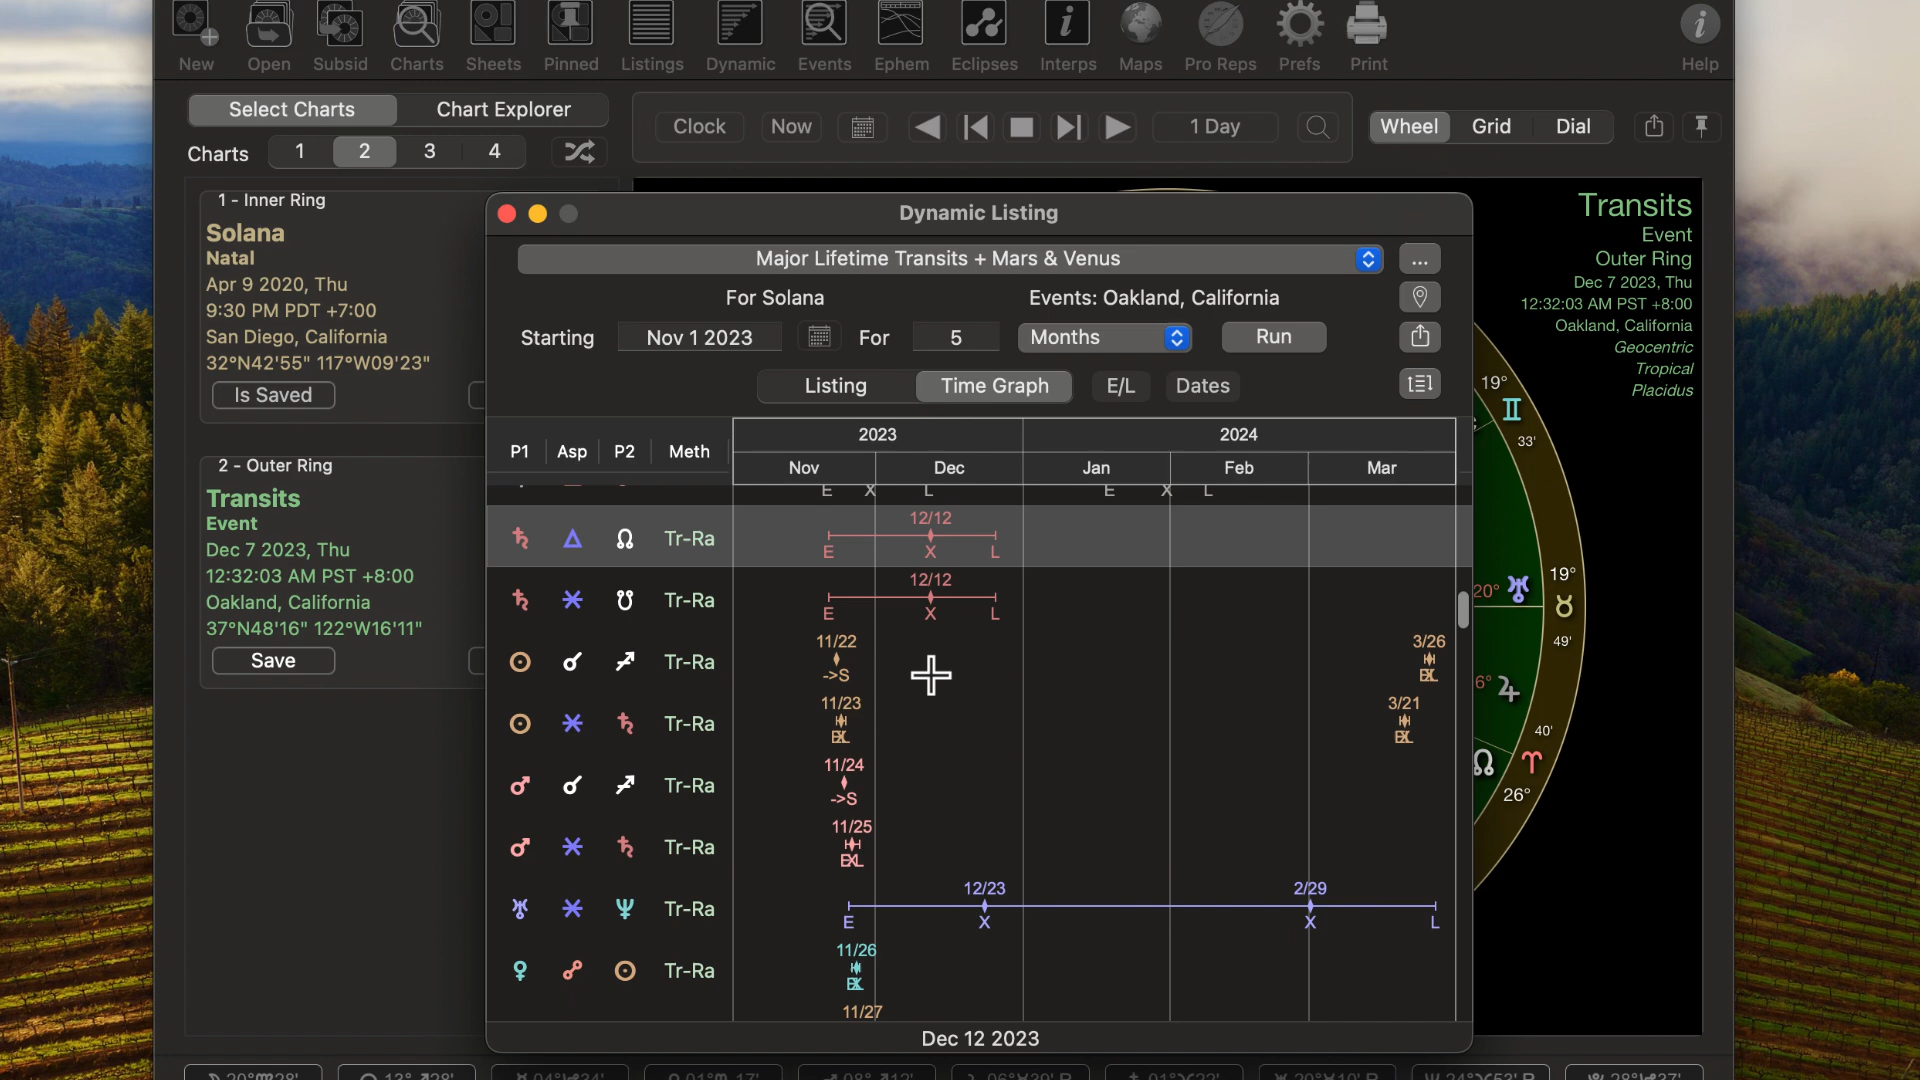 New Open Subsid Charts Sheets Pinned Listings Dynamic Events Ephem Eclipses Interps Maps Pro Reps Prefs Print Help
Select Charts Chart Explorer
Charts 1 2 3 4
Clock Now 1 Day
Wheel Grid Dial
1 - Inner Ring
Solana
Natal
Apr 9 2020, Thu
9:30 PM PDT +7:00
San Diego, California
32°N42'55" 117°W09'23"
Is Saved
2 - Outer Ring
Transits
Event
Dec 7 2023, Thu
12:32:03 AM PST +8:00
Oakland, California
37°N48'16" 122°W16'11"
Save
Dynamic Listing
Major Lifetime Transits + Mars & Venus ...
For Solana Events: Oakland, California
Starting Nov 1 2023 For 5 Months Run
Listing Time Graph E/L Dates
2023 2024
P1 Asp P2 Meth
Nov Dec Jan Feb Mar
E X L E X L
12/12
♄ △ ☊ Tr-Ra
E X L
12/12
♄ ⚹ ☋ Tr-Ra
E X L
11/22 3/26
☉ ☌ ♐ Tr-Ra
->S EXL
11/23 3/21
☉ ⚹ ♄ Tr-Ra
EXL EXL
11/24
♂ ☌ ♐ Tr-Ra
->S
11/25
♂ ⚹ ♄ Tr-Ra
EXL
12/23 2/29
♅ ⚹ ♆ Tr-Ra
E X X L
11/26
♀ ☍ ☉ Tr-Ra
EXL
11/27
Dec 12 2023
Transits
Event
Outer Ring
Dec 7 2023, Thu
12:32:03 AM PST +8:00
Oakland, California
Geocentric
Tropical
Placidus
19°
♊
33'
19°
20° ♅
♉
49'
6° ♃
40'
☊ ♈
26°